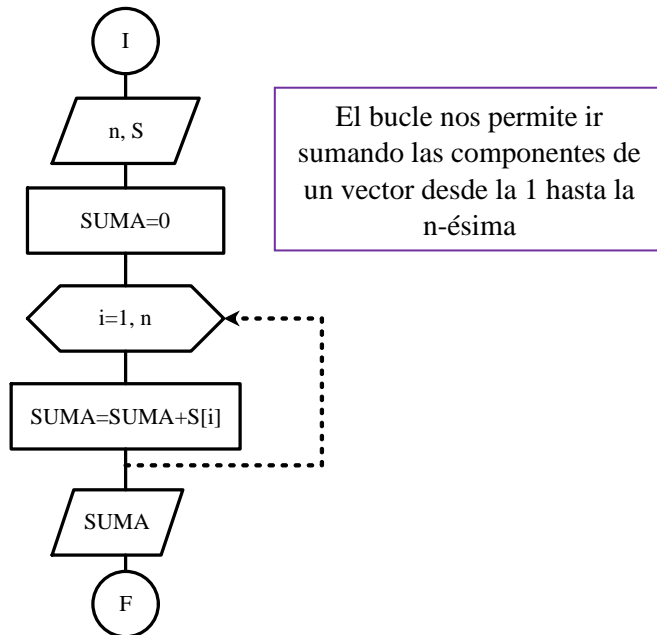 I
n, S
SUMA=0
i=1, n
SUMA=SUMA+S[i]
SUMA
F
El bucle nos permite ir
sumando las componentes de
un vector desde la 1 hasta la
n-ésima